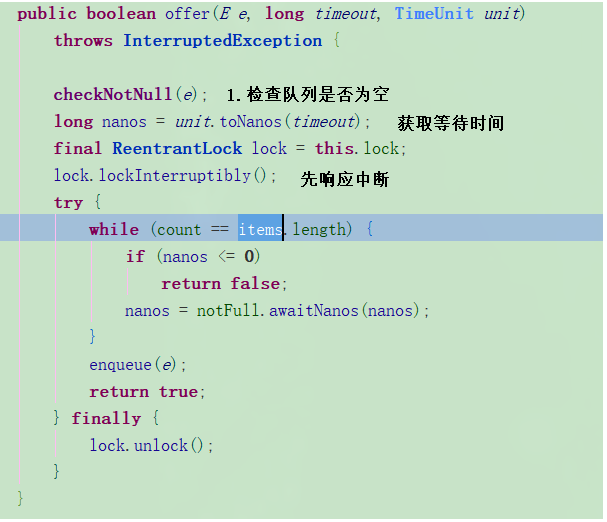 public boolean offer(E e, long timeout, TimeUnit unit)
throws InterruptedException {
checkNotNull(e); 1.检查队列是否为空
long nanos = unit.toNanos(timeout); 获取等待时间
final ReentrantLock lock = this.lock;
lock.lockInterruptibly(); 先响应中断
try {
while (count == items.length) {
if (nanos <= 0)
return false;
nanos = notFull.awaitNanos(nanos);
}
enqueue(e);
return true;
} finally {
lock.unlock();
}
}